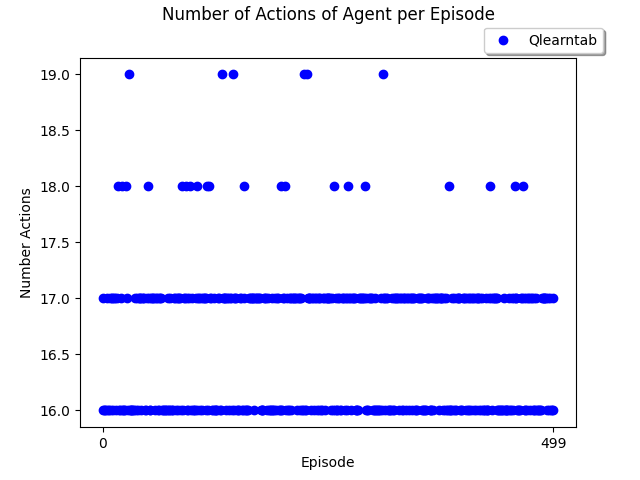 Number of Actions of Agent per Episode
Qlearntab
19.0
18.5
18.0
17.5
17.0
16.5
16.0
Number Actions
0
499
Episode